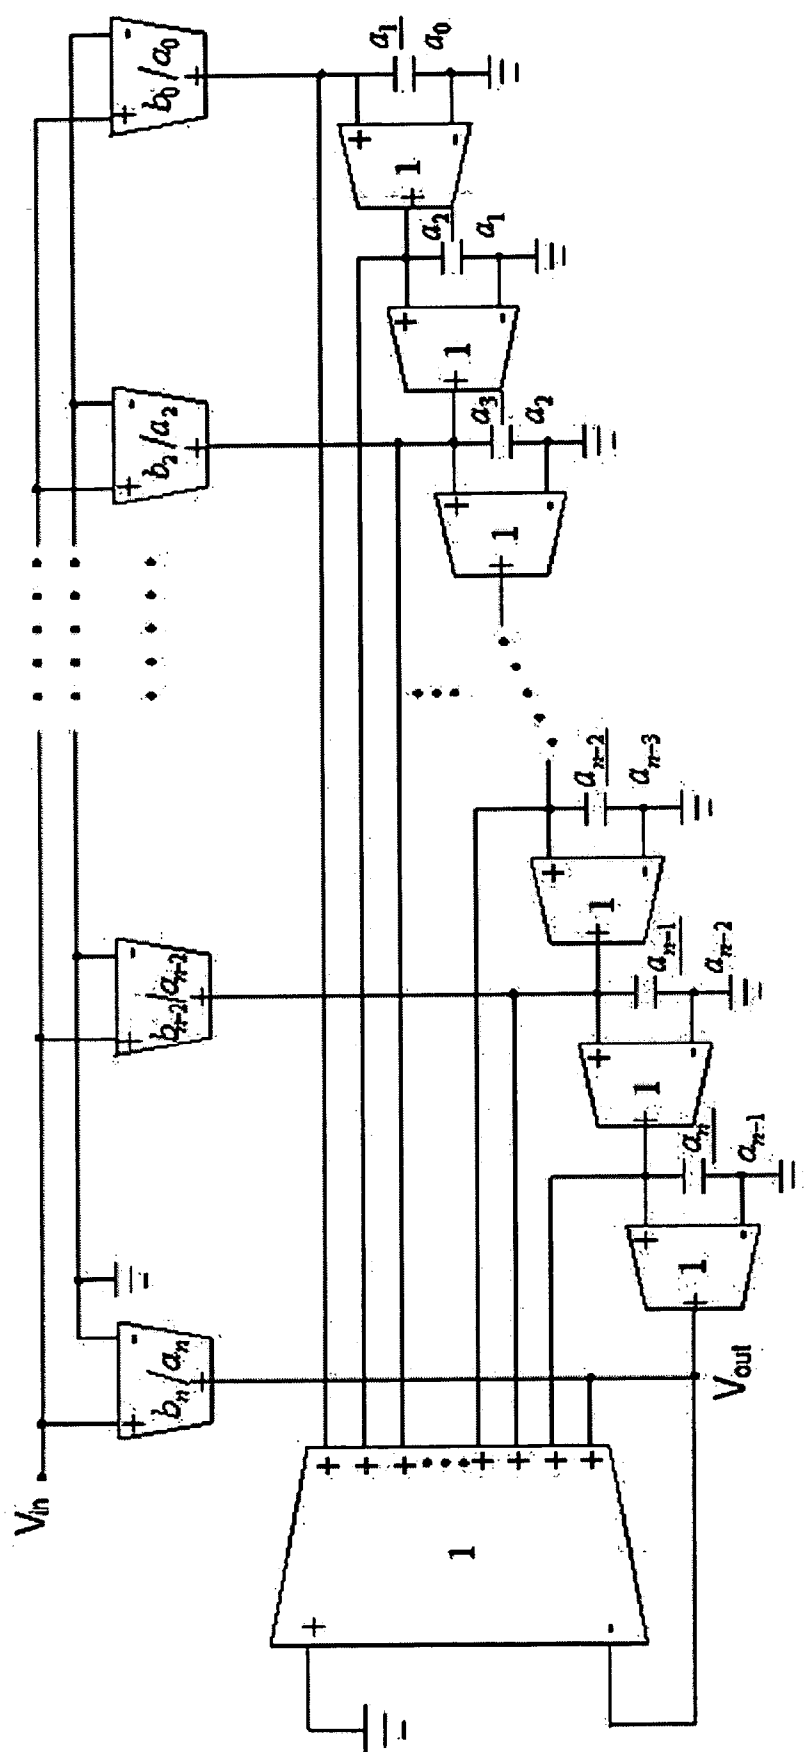 Vin
bn/an
bn-2/an-2
b2/a2
b0/a0
a1
a0
1
a2
a1
1
a3
a2
1
an-2
an-3
1
an-1
an-2
1
an
an-1
1
Vout
1